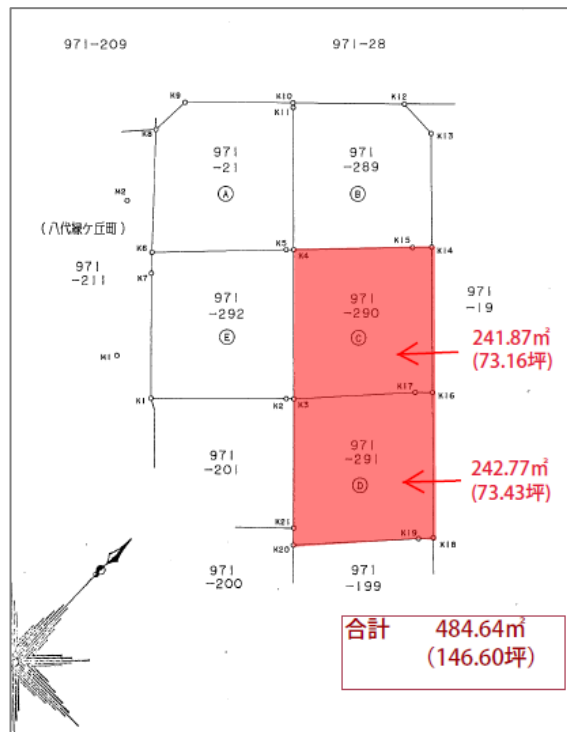 971-209
971-28
K9
K10
K12
K11
K8
K13
971
-21
A
971
-289
B
M2
(八代緑ケ丘町)
K6
K5
K4
K15
K14
K7
971
-211
971
-292
E
971
-290
C
971
-19
241.87㎡
(73.16坪)
M1
K1
K2
K3
K17
K16
971
-201
971
-291
D
242.77㎡
(73.43坪)
K21
K20
K19
K18
971
-200
971
-199
合計 484.64㎡
(146.60坪)